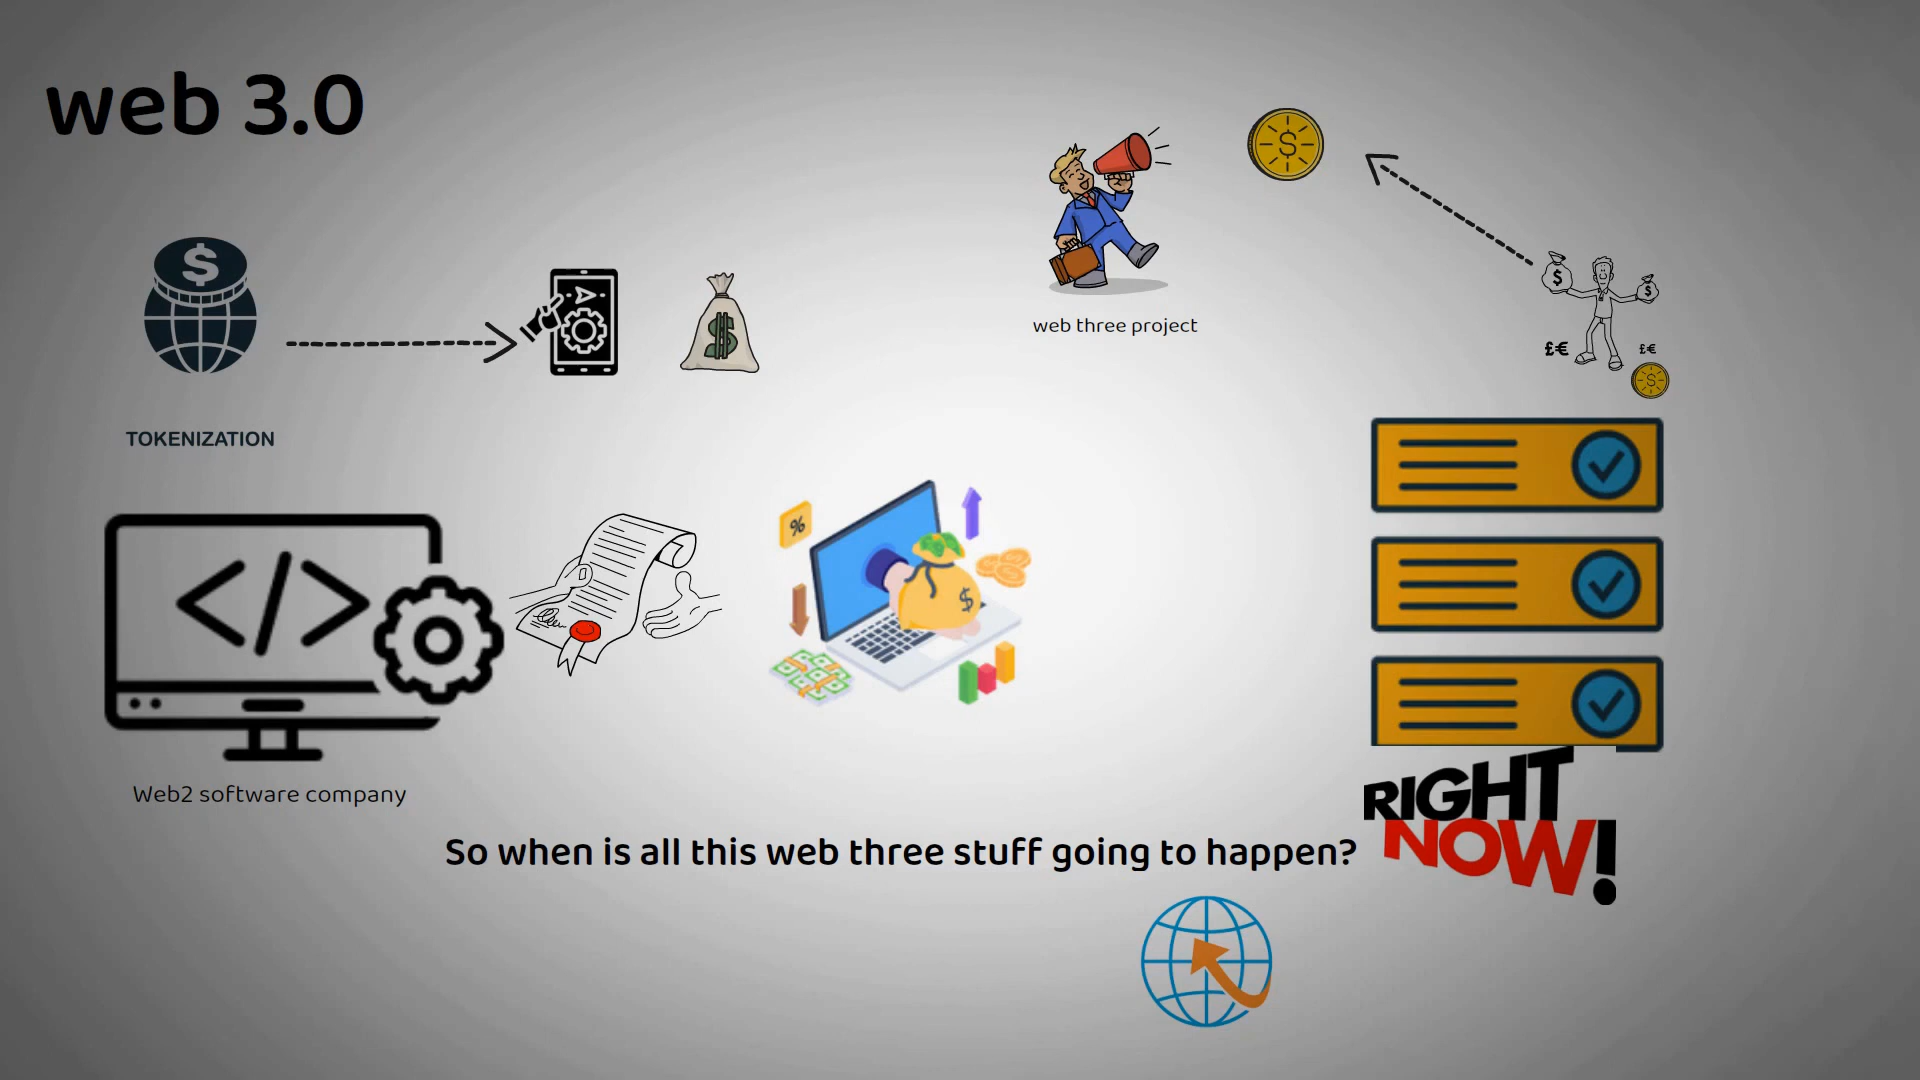 web 3.0
$
$
$
web three project
$
$
£€
£€
$
TOKENIZATION
%
$
</>
Web2 software company
RIGHT
NOW!
So when is all this web three stuff going to happen?